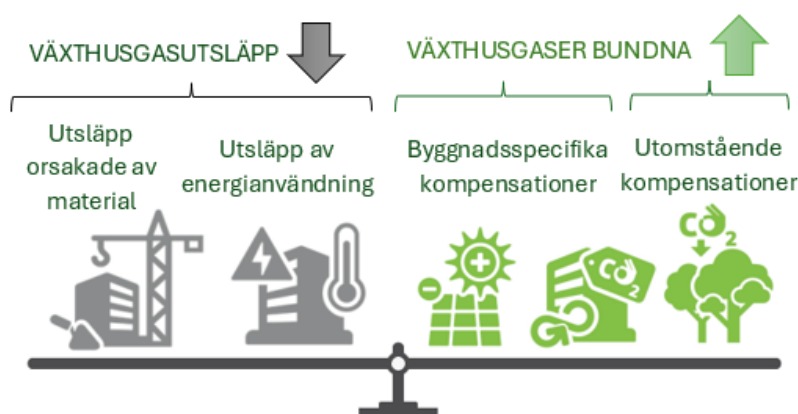 VÄXTHUSGASUTSLÄPP
VÄXTHUSGASER BUNDNA
Utsläpp
orsakade av
material
Utsläpp av
energianvändning
Byggnadsspecifika
kompensationer
Utomstående
kompensationer
CO2
CO2